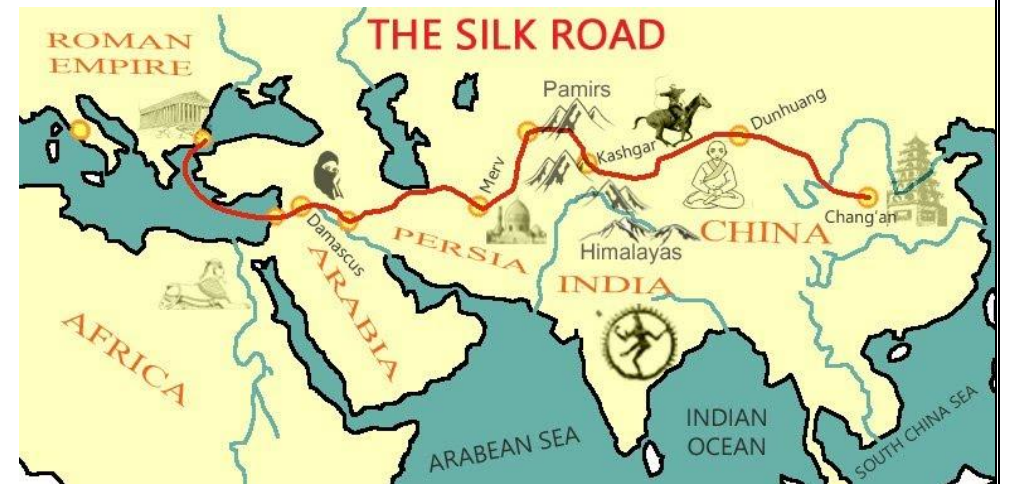 THE SILK ROAD
ROMAN
EMPIRE
Pamirs
Dunhuang
Kashgar
Merv
Chang'an
Damascus
PERSIA
Himalayas
CHINA
ARABIA
INDIA
AFRICA
ARABEAN SEA
INDIAN
OCEAN
SOUTH CHINA SEA